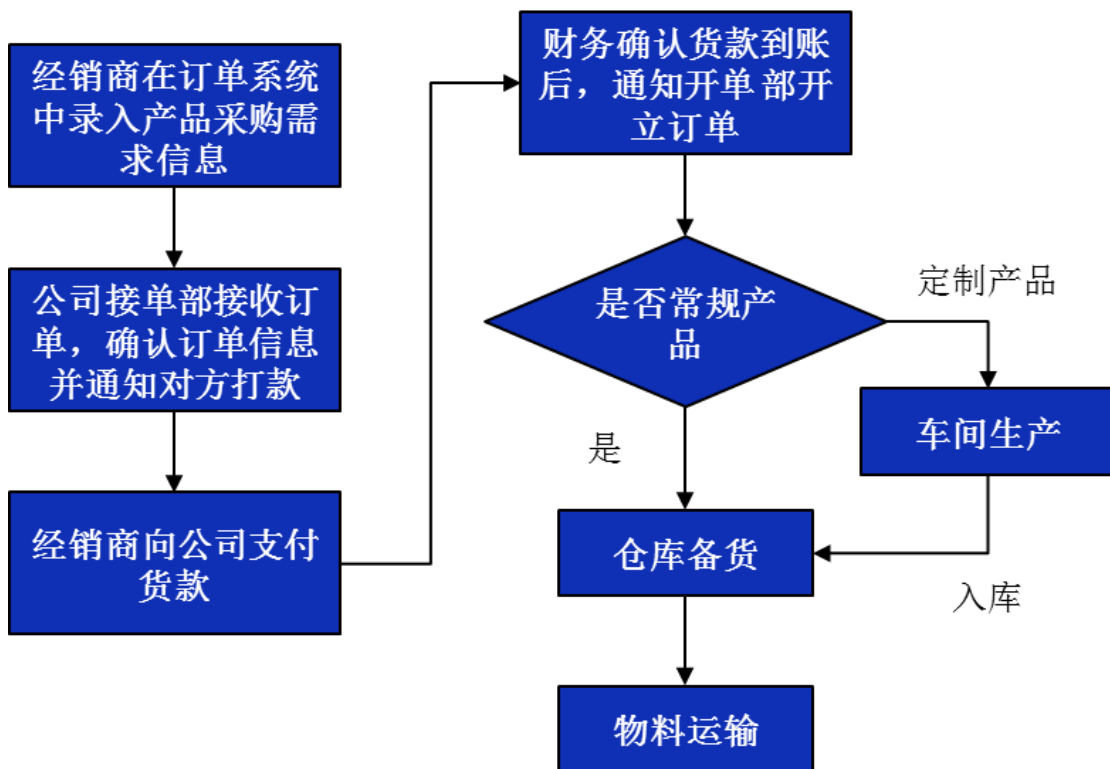 经销商在订单系统
中录入产品采购需
求信息
公司接单部接收订
单，确认订单信息
并通知对方打款
经销商向公司支付
货款
财务确认货款到账
后，通知开单部开
立订单
是否常规产
品
定制产品
车间生产
是
仓库备货
入库
物料运输